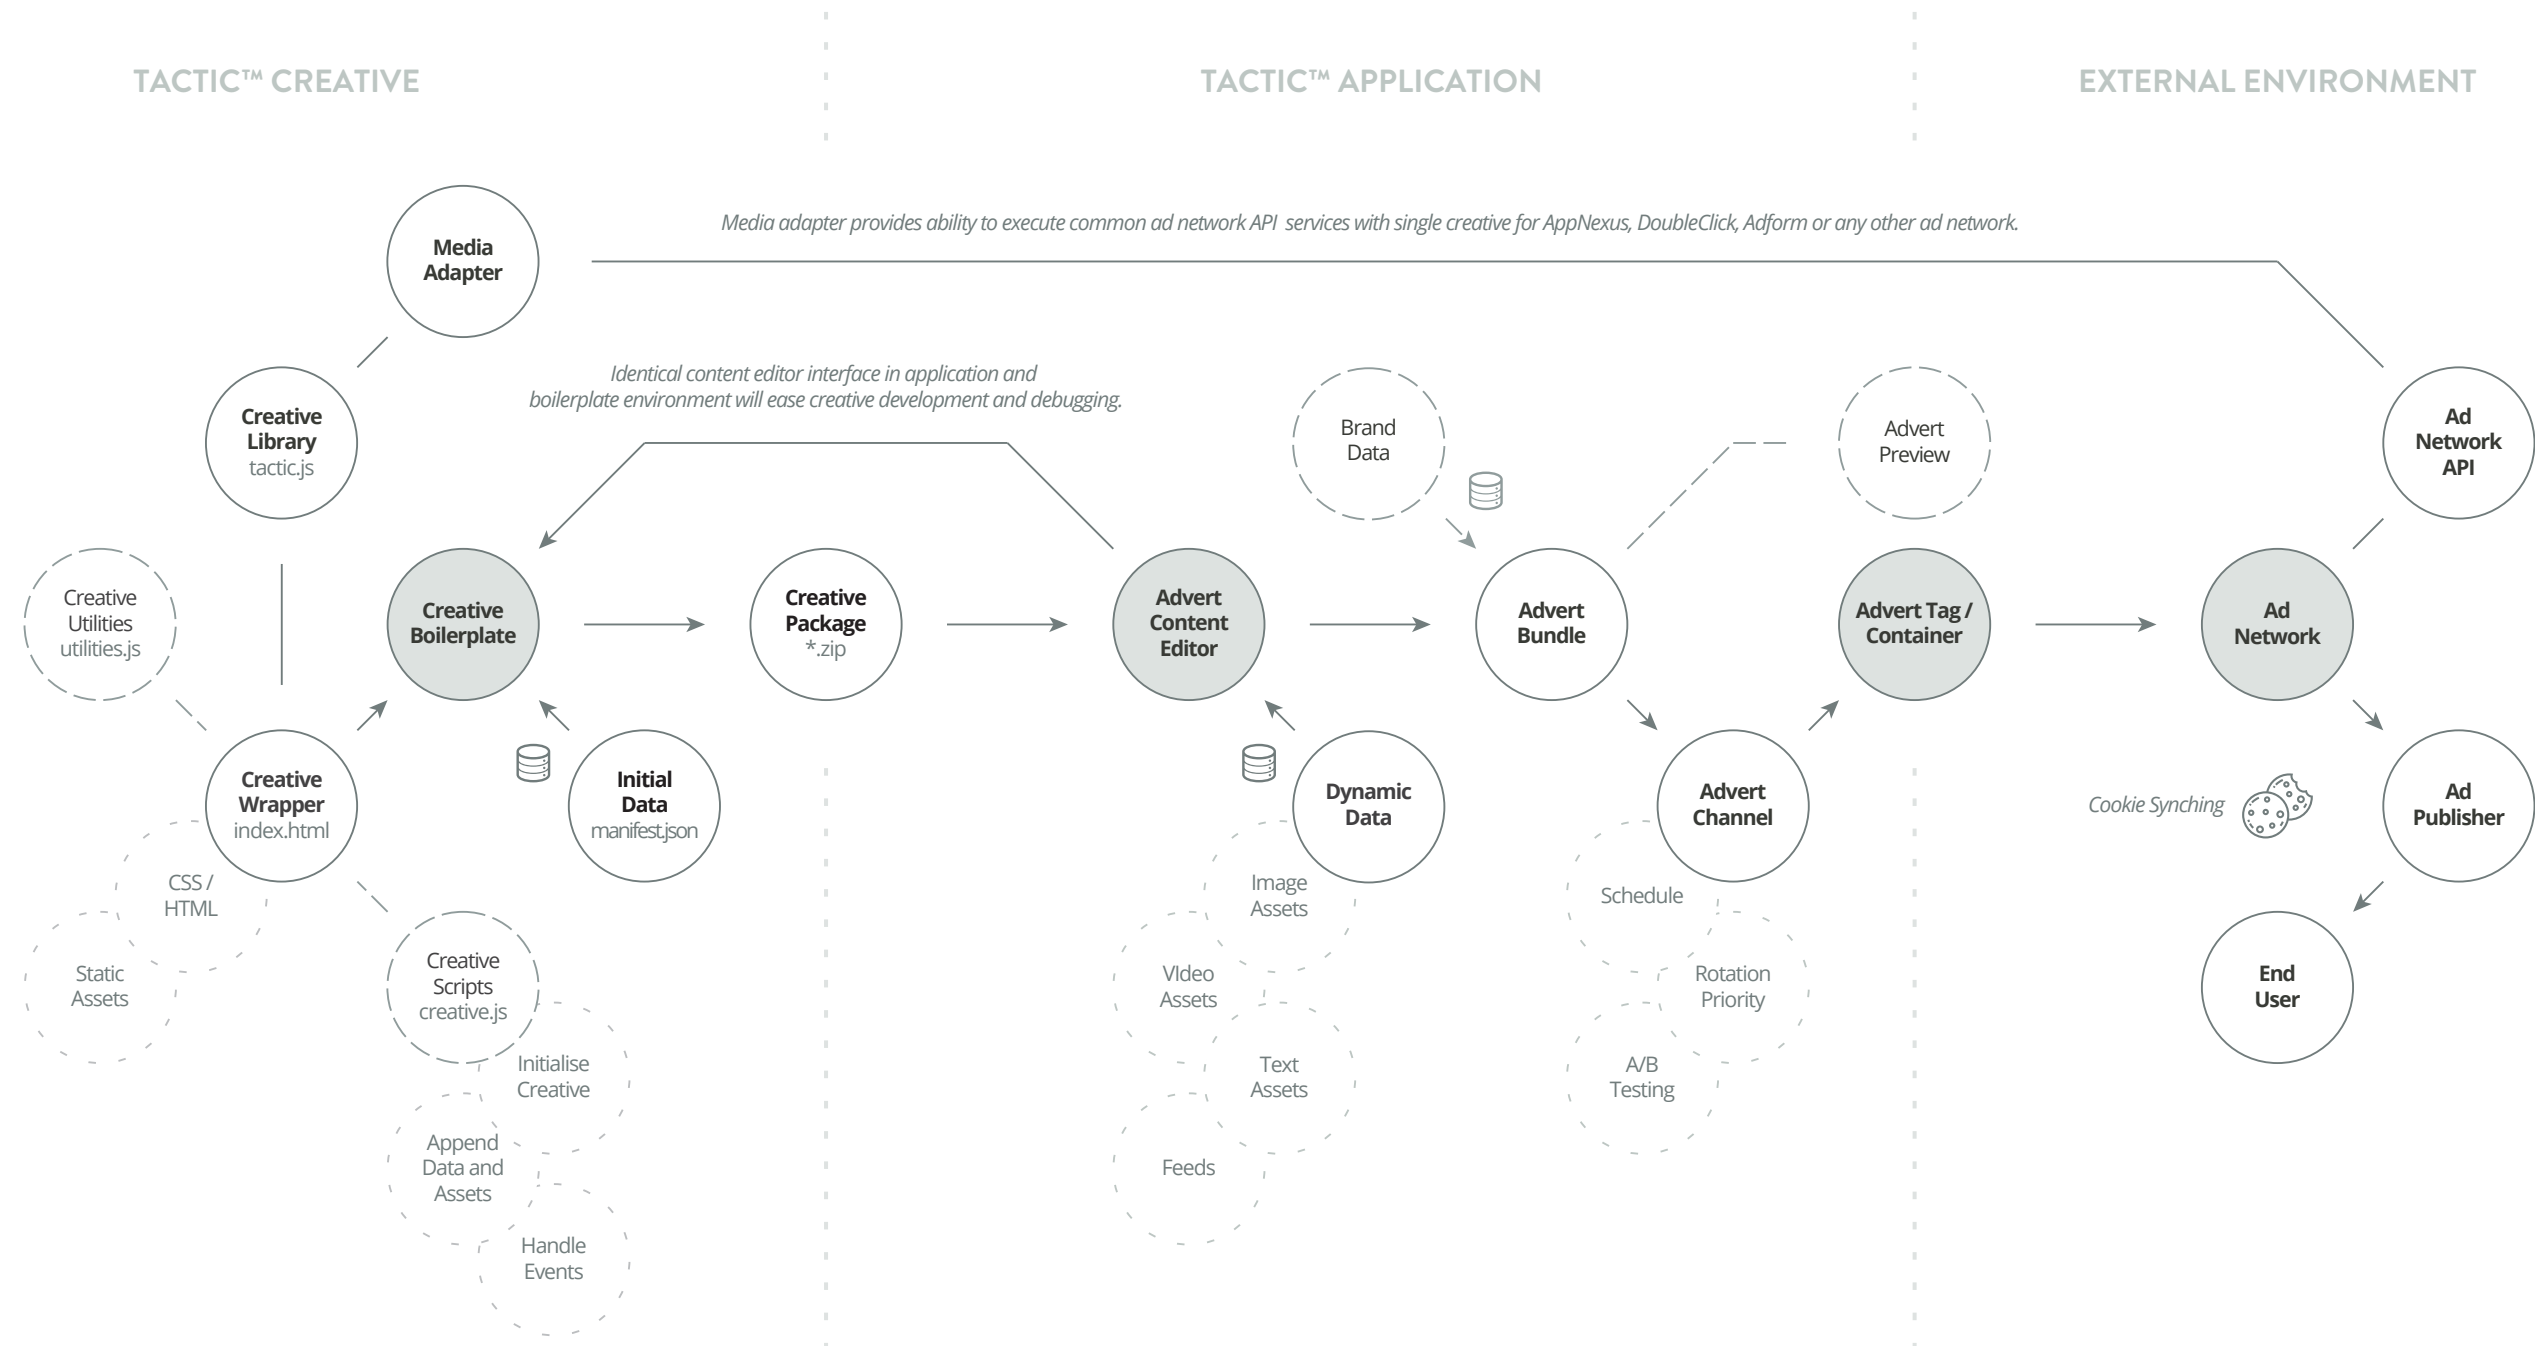 TACTIC™ CREATIVE
TACTIC™ APPLICATION
EXTERNAL ENVIRONMENT
Media adapter provides ability to execute common ad network API services with single creative for AppNexus, DoubleClick, Adform or any other ad network.
Media
Adapter
Identical content editor interface in application and
boilerplate environment will ease creative development and debugging.
Creative
Library
tactic.js
Brand
Data
Advert
Preview
Ad
Network
API
Creative
Utilities
utilities.js
Creative
Boilerplate
Creative
Package
*.zip
Advert
Content
Editor
Advert
Bundle
Advert Tag /
Container
Ad
Network
Creative
Wrapper
index.html
Initial
Data
manifest.json
Dynamic
Data
Advert
Channel
Cookie Synching
Ad
Publisher
CSS /
HTML
Static
Assets
Creative
Scripts
creative.js
Initialise
Creative
Append
Data and
Assets
Handle
Events
Image
Assets
VIdeo
Assets
Text
Assets
Feeds
Schedule
Rotation
Priority
A/B
Testing
End
User